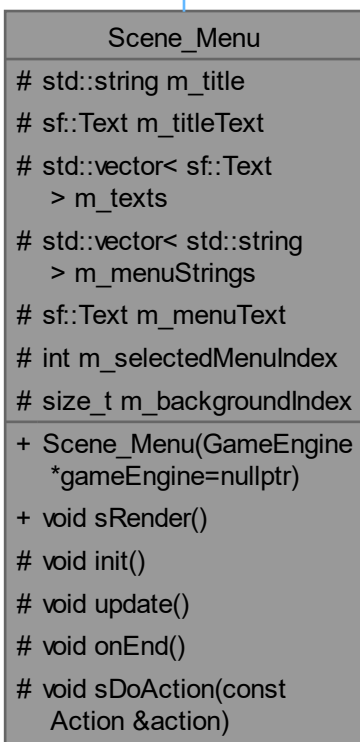 Scene_Menu
# std::string m_title
# sf::Text m_titleText
# std::vector< sf::Text
> m_texts
# std::vector< std::string
> m_menuStrings
# sf::Text m_menuText
# int m_selectedMenuIndex
# size_t m_backgroundIndex
+ Scene_Menu(GameEngine
*gameEngine=nullptr)
+ void sRender()
# void init()
# void update()
# void onEnd()
# void sDoAction(const
Action &action)